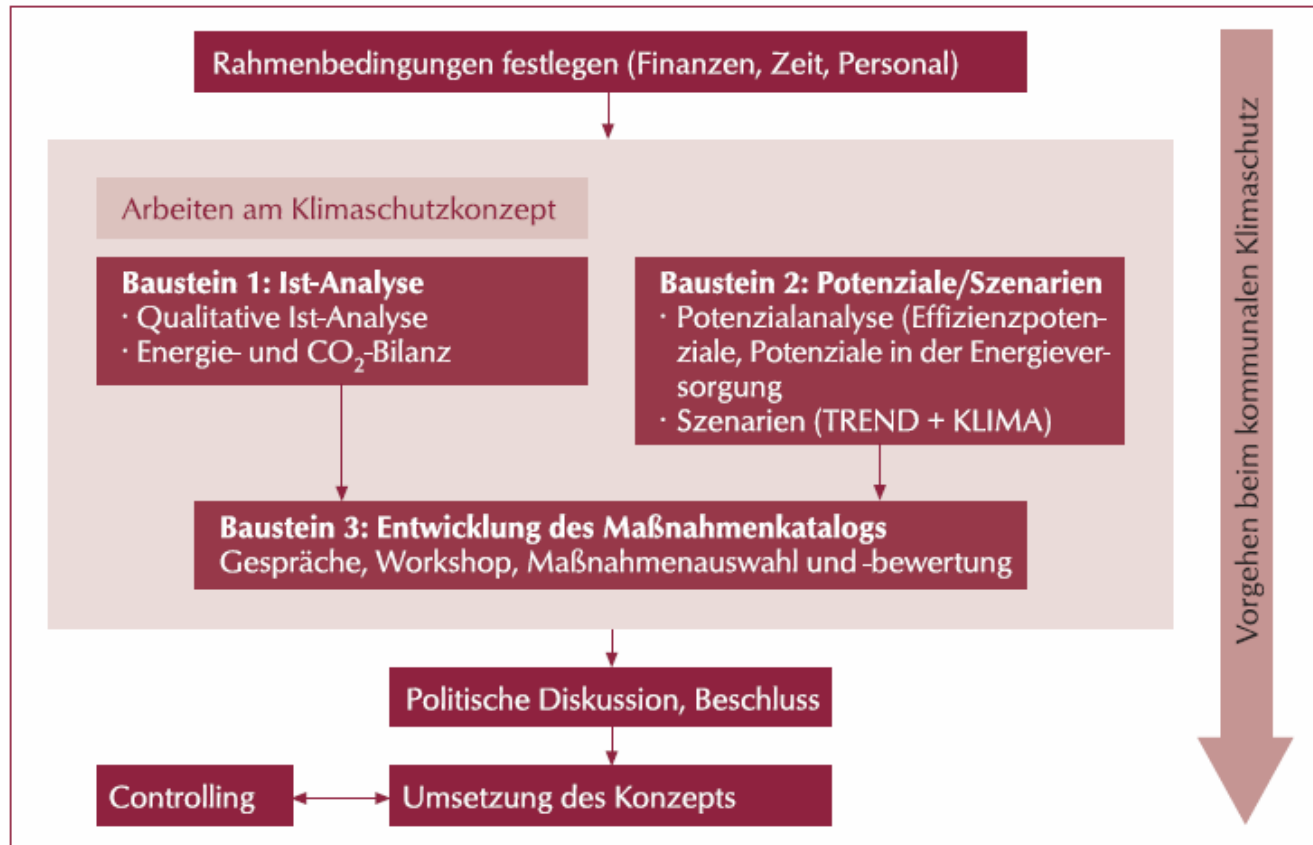 Rahmenbedingungen festlegen (Finanzen, Zeit, Personal)
Arbeiten am Klimaschutzkonzept
Baustein 1: Ist-Analyse
· Qualitative Ist-Analyse
· Energie- und CO₂-Bilanz
Baustein 2: Potenziale/Szenarien
· Potenzialanalyse (Effizienzpoten-
ziale, Potenziale in der Energiever-
sorgung
· Szenarien (TREND + KLIMA)
Baustein 3: Entwicklung des Maßnahmenkatalogs
Gespräche, Workshop, Maßnahmenauswahl und -bewertung
Politische Diskussion, Beschluss
Controlling
Umsetzung des Konzepts
Vorgehen beim kommunalen Klimaschutz